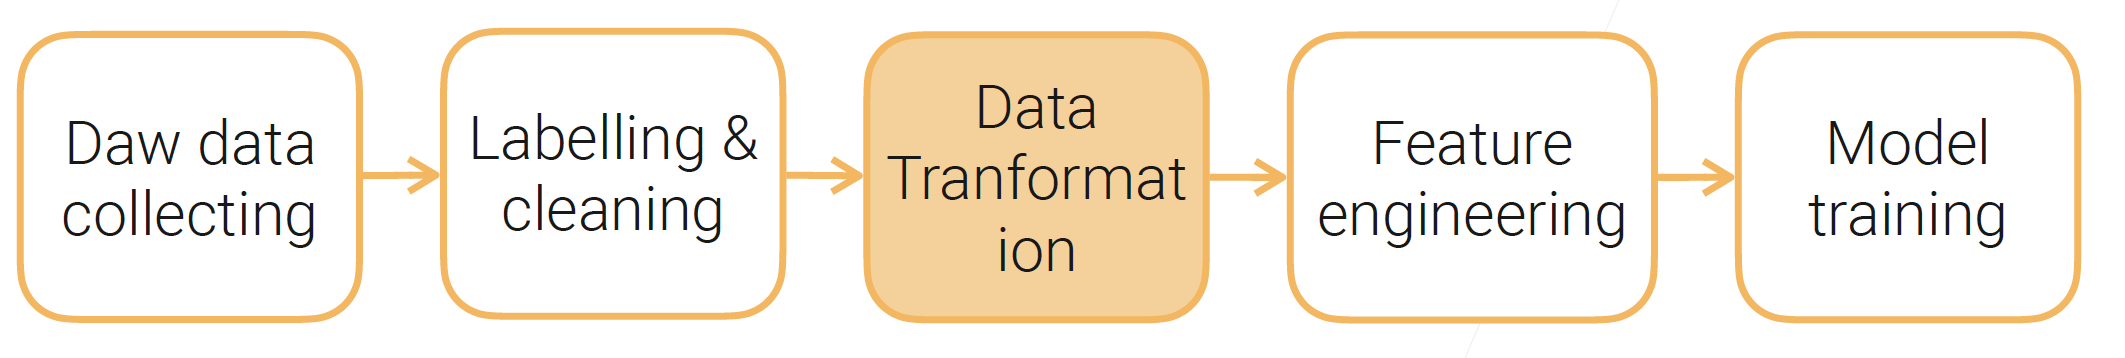 Daw data
collecting
Labelling &
cleaning
Data
Tranformat
ion
Feature
engineering
Model
training